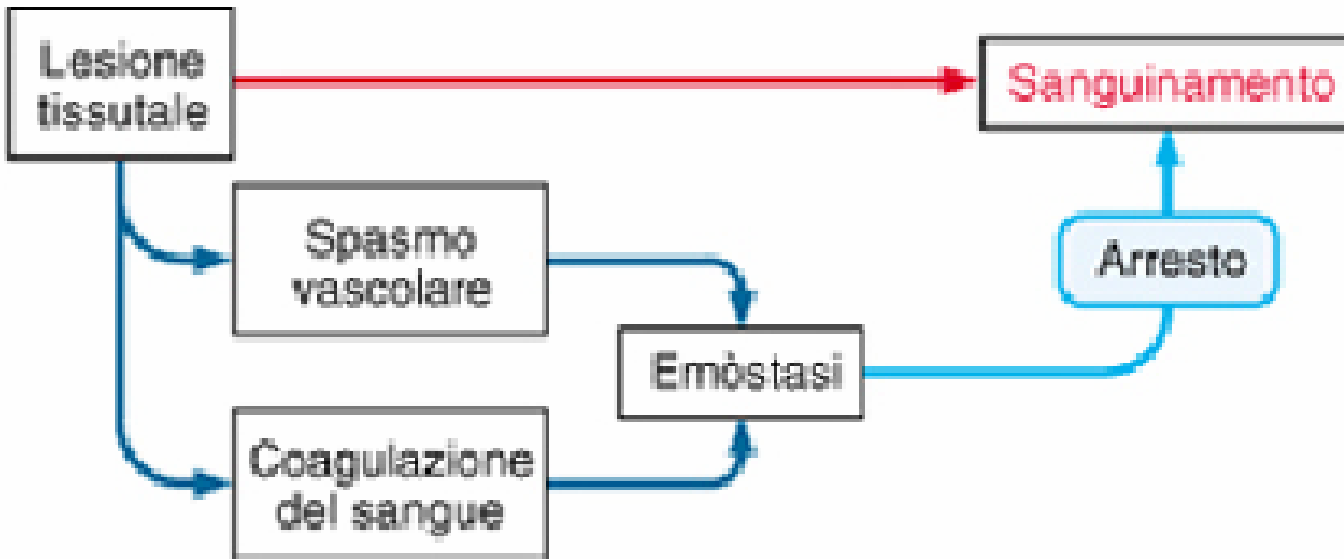 Lesione
tissutale
Sanguinamento
Spasmo
vascolare
Arresto
Emòstasi
Coagulazione
del sangue